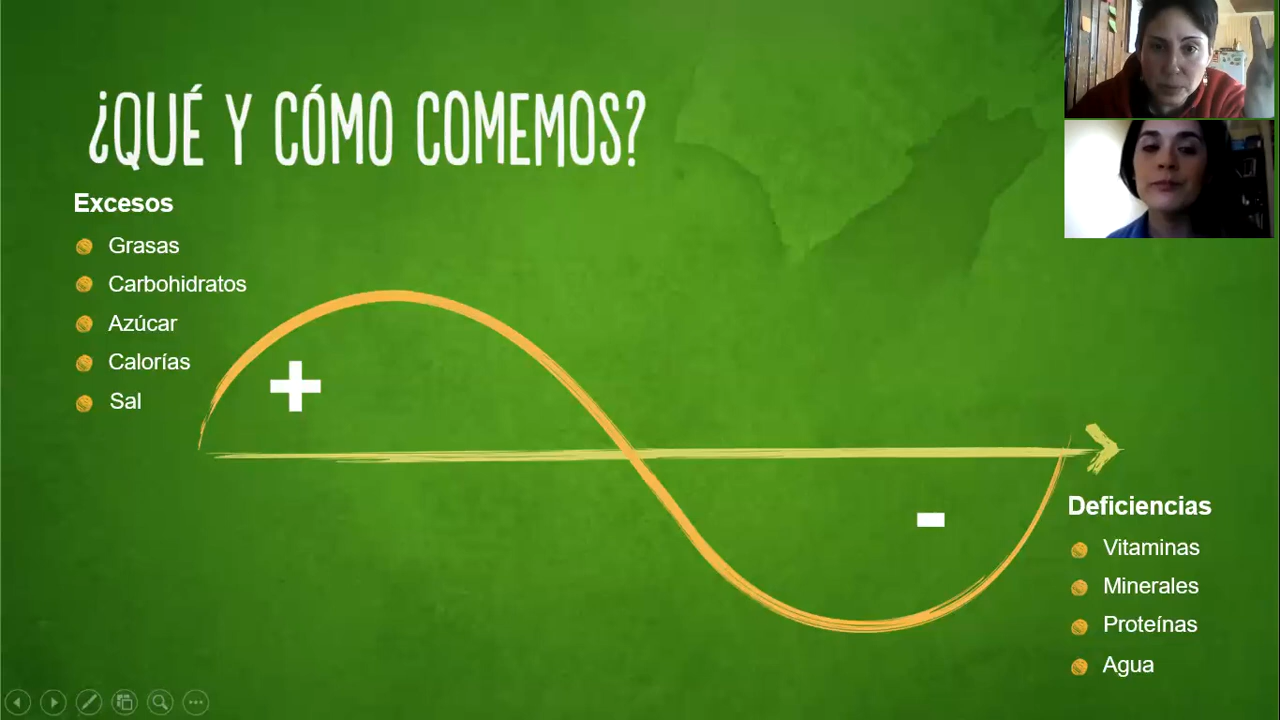 ¿QUÉ Y CÓMO COMEMOS?
Excesos
Grasas
Carbohidratos
Azúcar
Calorías
Sal
+
-
Deficiencias
Vitaminas
Minerales
Proteínas
Agua